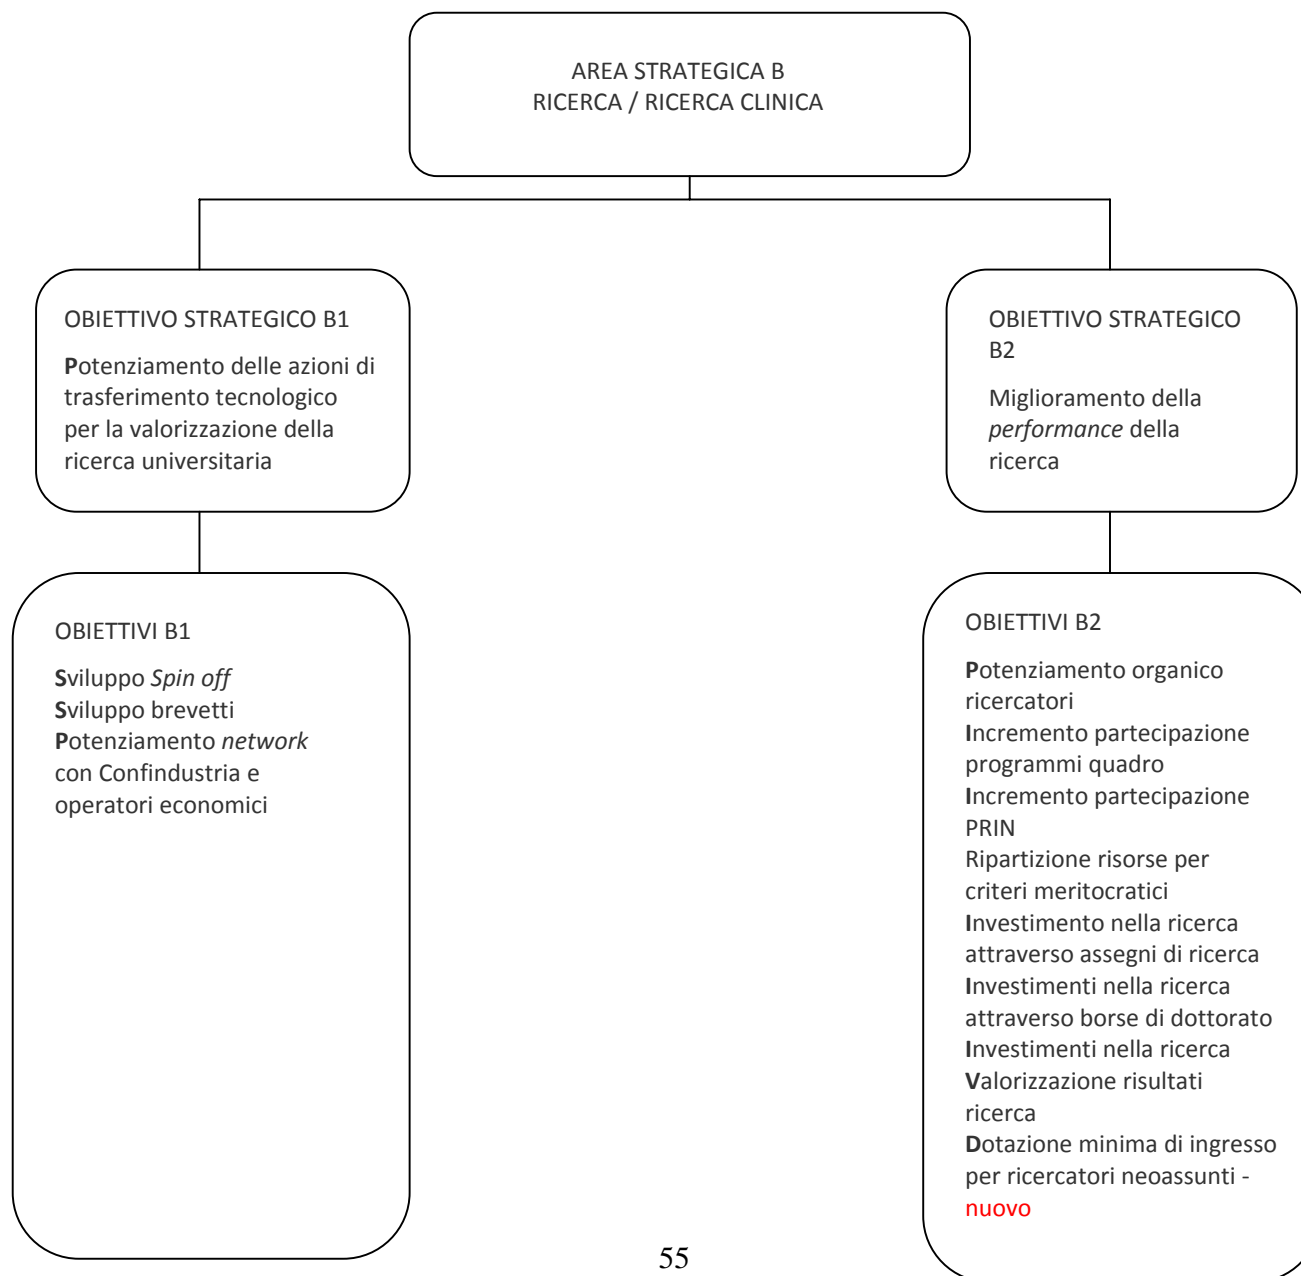 AREA STRATEGICA B
RICERCA / RICERCA CLINICA
OBIETTIVO STRATEGICO B1
Potenziamento delle azioni di
trasferimento tecnologico
per la valorizzazione della
ricerca universitaria
OBIETTIVO STRATEGICO
B2
Miglioramento della
performance della
ricerca
OBIETTIVI B1
Sviluppo Spin off
Sviluppo brevetti
Potenziamento network
con Confindustria e
operatori economici
OBIETTIVI B2
Potenziamento organico
ricercatori
Incremento partecipazione
programmi quadro
Incremento partecipazione
PRIN
Ripartizione risorse per
criteri meritocratici
Investimento nella ricerca
attraverso assegni di ricerca
Investimenti nella ricerca
attraverso borse di dottorato
Investimenti nella ricerca
Valorizzazione risultati
ricerca
Dotazione minima di ingresso
per ricercatori neoassunti -
nuovo
55